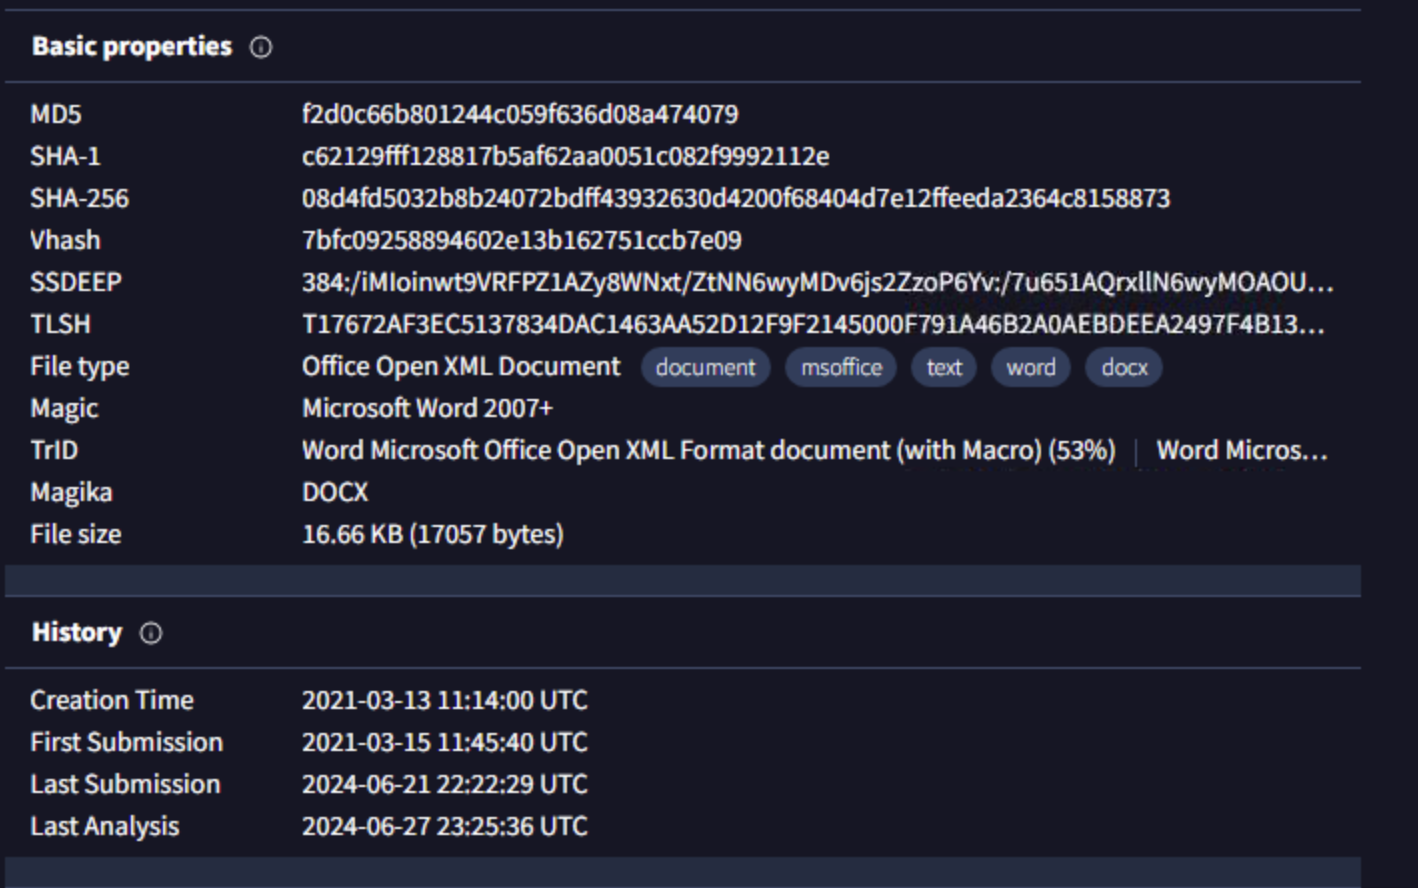 Basic properties
MD5 f2d0c66b801244c059f636d08a474079
SHA-1 c62129fff128817b5af62aa0051c082f9992112e
SHA-256 08d4fd5032b8b24072bdff43932630d4200f68404d7e12ffeeda2364c8158873
Vhash 7bfc09258894602e13b162751ccb7e09
SSDEEP 384:/iMIoinwt9VRFPZ1AZy8WNxt/ZtNN6wyMDv6js2ZzoP6Yv:/7u651AQrxllN6wyMOAOU...
TLSH T17672AF3EC5137834DAC1463AA52D12F9F2145000F791A46B2A0AEBDEEA2497F4B13...
File type Office Open XML Document document msoffice text word docx
Magic Microsoft Word 2007+
TrID Word Microsoft Office Open XML Format document (with Macro) (53%) | Word Micros...
Magika DOCX
File size 16.66 KB (17057 bytes)
History
Creation Time 2021-03-13 11:14:00 UTC
First Submission 2021-03-15 11:45:40 UTC
Last Submission 2024-06-21 22:22:29 UTC
Last Analysis 2024-06-27 23:25:36 UTC